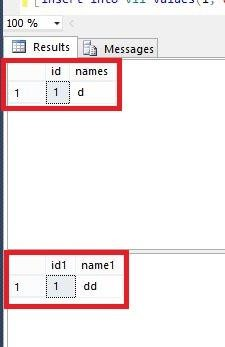 insert into v11 values(1,
100 %
Results Messages
id names
1 1 d
id1 name1
1 1 dd